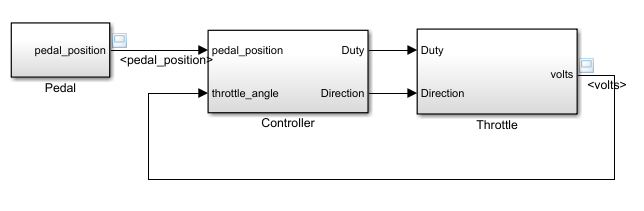 pedal_position
<pedal_position>
Pedal
pedal_position
Duty
throttle_angle
Direction
Controller
Duty
Direction
volts
<volts>
Throttle